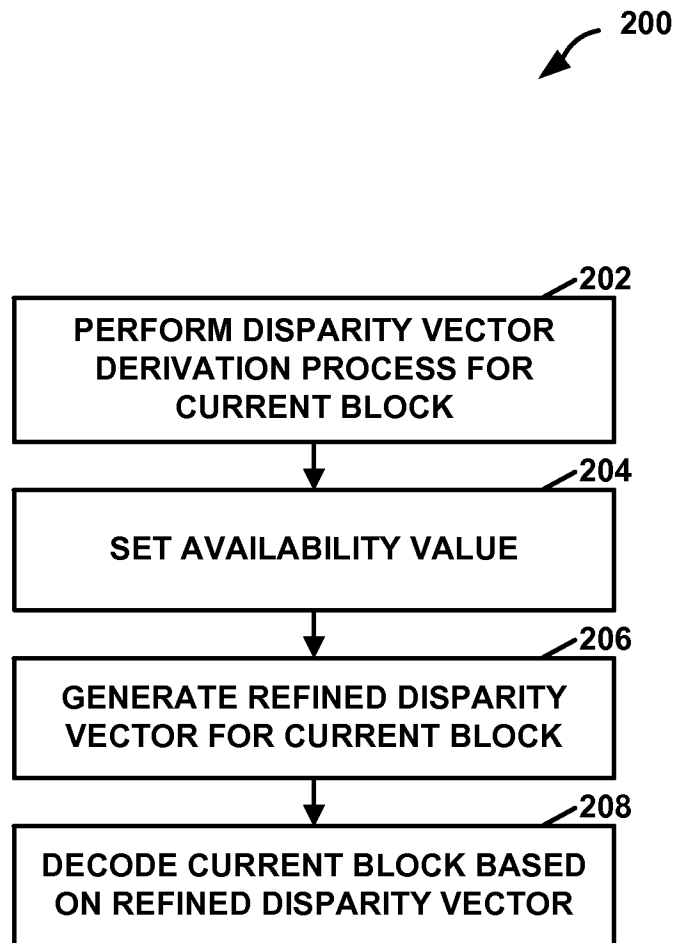 200
202
PERFORM DISPARITY VECTOR
DERIVATION PROCESS FOR
CURRENT BLOCK
204
SET AVAILABILITY VALUE
206
GENERATE REFINED DISPARITY
VECTOR FOR CURRENT BLOCK
208
DECODE CURRENT BLOCK BASED
ON REFINED DISPARITY VECTOR